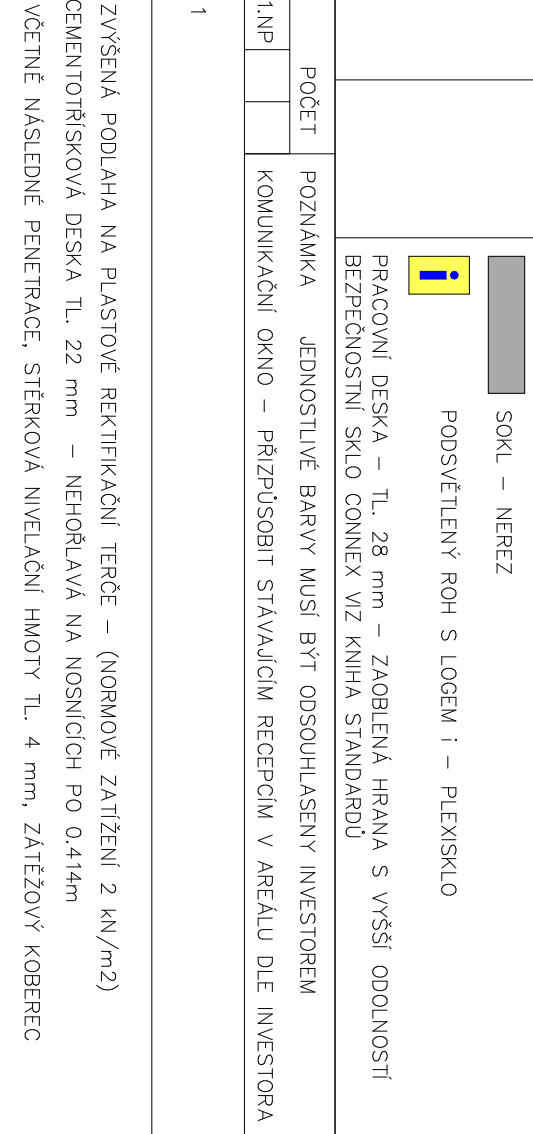 SOKL – NEREZ
i
PODSVĚTLENÝ ROH S LOGEM i – PLEXISKLO
PRACOVNÍ DESKA – TL. 28 mm – ZAOBLENÁ HRANA S VYŠŠÍ ODOLNOSTÍ
BEZPEČNOSTNÍ SKLO CONNEX VIZ KNIHA STANDARDŮ
POČET POZNÁMKA JEDNOSTLIVÉ BARVY MUSÍ BÝT ODSOUHLASENY INVESTOREM
1.NP KOMUNIKAČNÍ OKNO – PŘIZPŮSOBIT STÁVAJÍCÍM RECEPCÍM V AREÁLU DLE INVESTORA
1
ZVÝŠENÁ PODLAHA NA PLASTOVÉ REKTIFIKAČNÍ TERČE – (NORMOVÉ ZATÍŽENÍ 2 kN/m2)
CEMENTOTŘÍSKOVÁ DESKA TL. 22 mm – NEHOŘLAVÁ NA NOSNÍCÍCH PO 0.414m
VČETNĚ NÁSLEDNÉ PENETRACE, STĚRKOVÁ NIVELAČNÍ HMOTY TL. 4 mm, ZÁTĚŽOVÝ KOBEREC